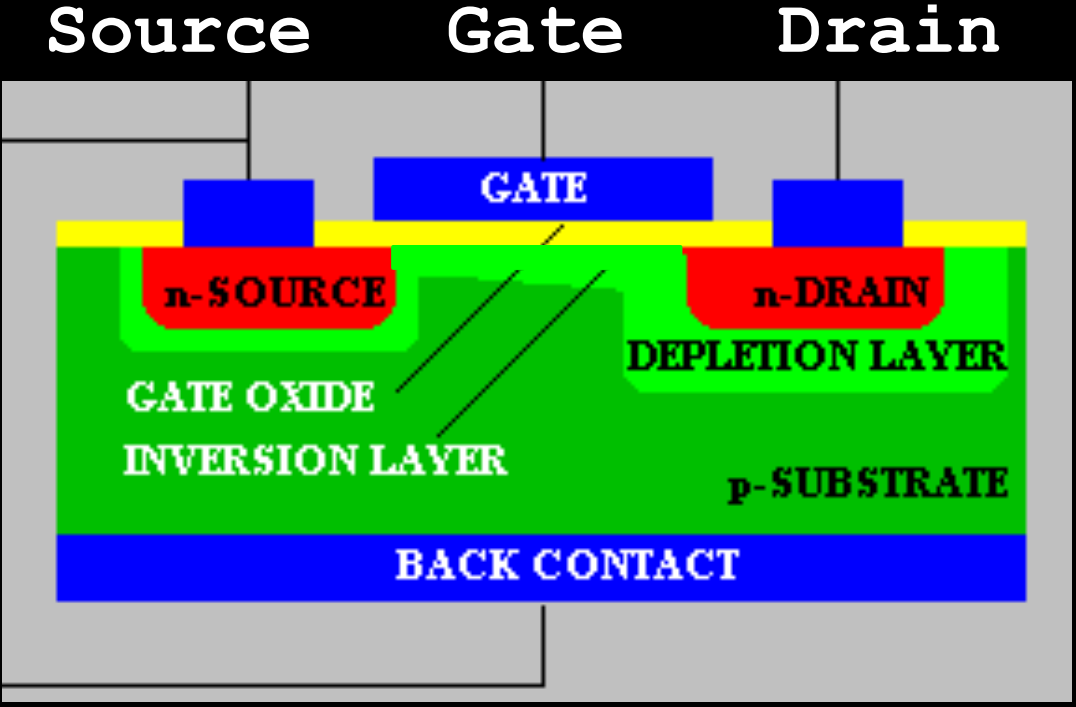 Source Gate Drain
GATE
n-SOURCE n-DRAIN
DEPLETION LAYER
GATE OXIDE
INVERSION LAYER
p-SUBSTRATE
BACK CONTACT